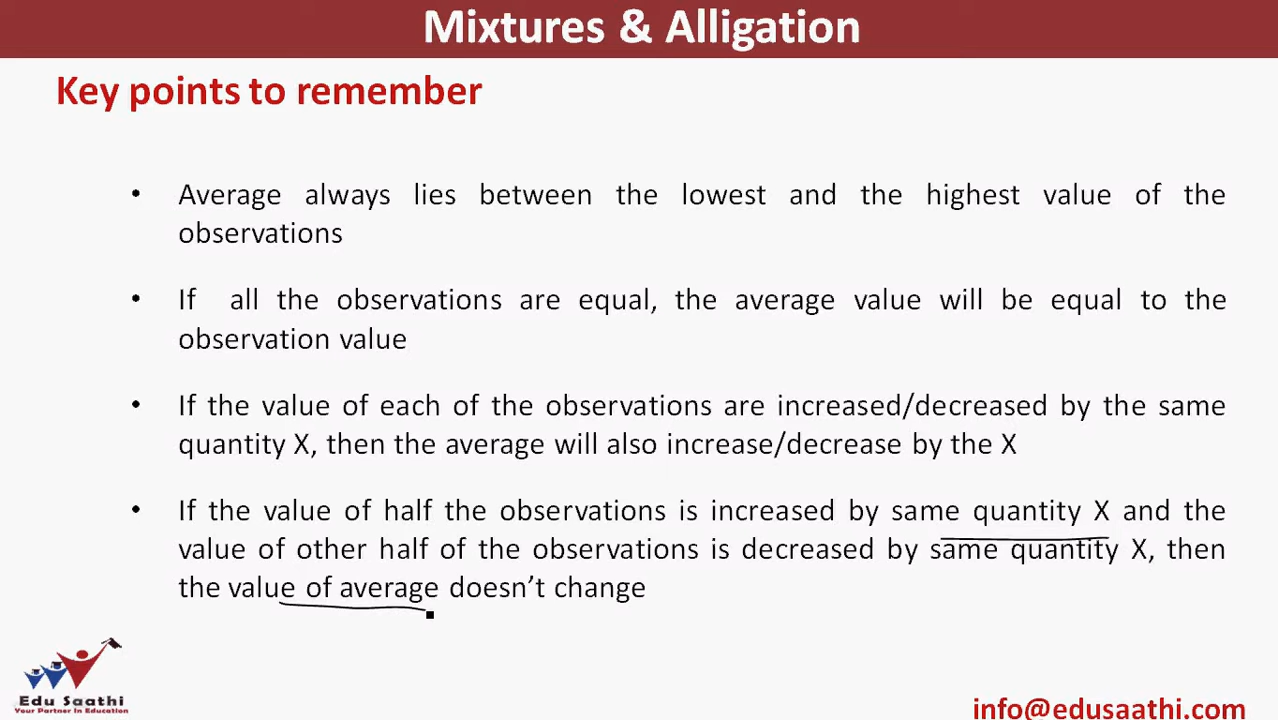 Mixtures & Alligation
Key points to remember
• Average always lies between the lowest and the highest value of the
observations
• If all the observations are equal, the average value will be equal to the
observation value
• If the value of each of the observations are increased/decreased by the same
quantity X, then the average will also increase/decrease by the X
• If the value of half the observations is increased by same quantity X and the
value of other half of the observations is decreased by same quantity X, then
the value of average doesn’t change
Edu Saathi
Your Partner In Education
info@edusaathi.com